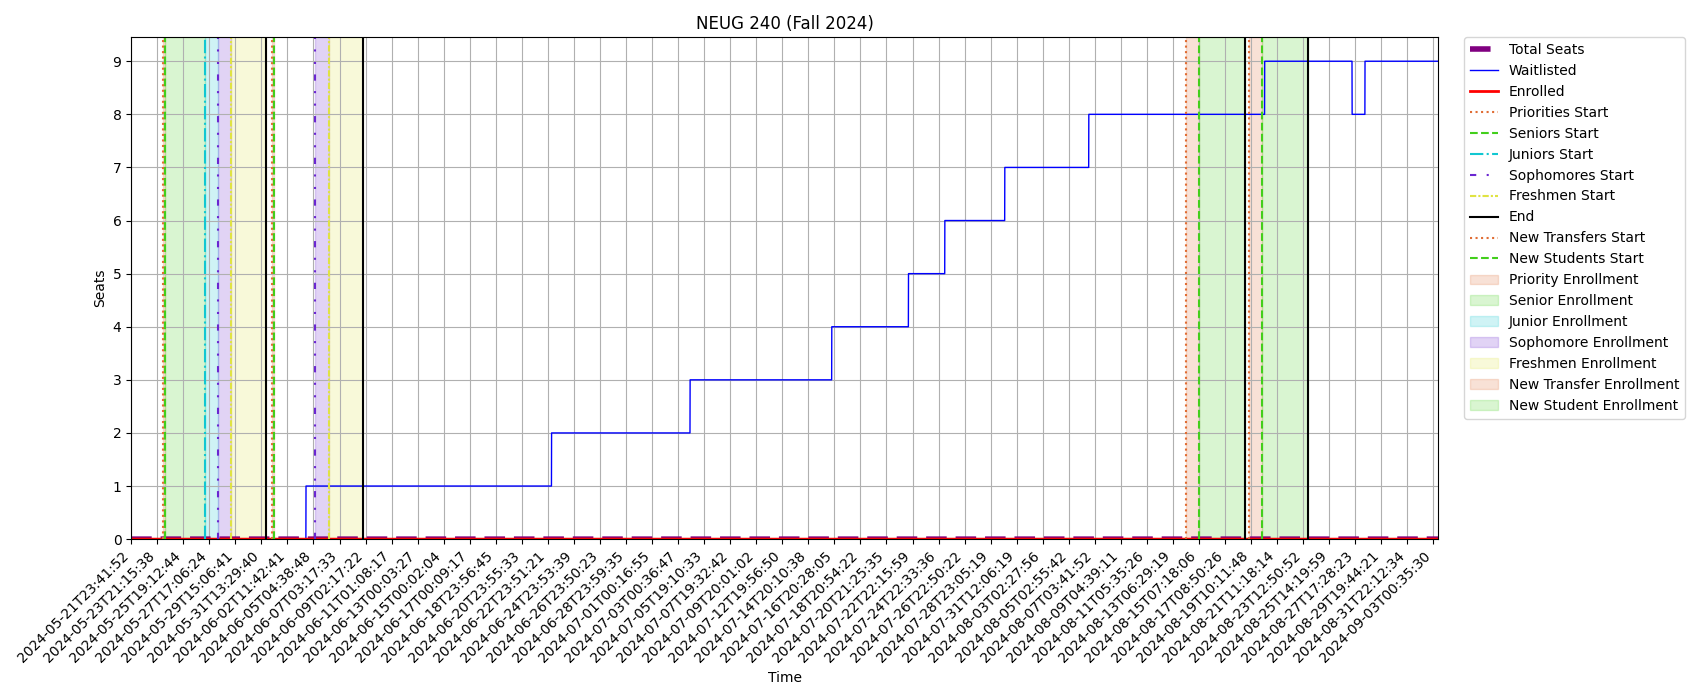 NEUG 240 (Fall 2024)
Seats
9
8
7
6
5
4
3
2
1
0
2024-05-21T23:41:52
2024-05-23T21:15:38
2024-05-25T19:12:44
2024-05-27T17:06:24
2024-05-29T15:06:41
2024-05-31T13:29:40
2024-06-02T11:42:41
2024-06-05T04:38:48
2024-06-07T03:17:33
2024-06-09T02:17:22
2024-06-11T01:08:17
2024-06-13T00:03:27
2024-06-15T00:02:04
2024-06-17T00:09:17
2024-06-18T23:56:45
2024-06-20T23:55:33
2024-06-22T23:51:21
2024-06-24T23:53:39
2024-06-26T23:50:23
2024-06-28T23:59:35
2024-07-01T00:16:55
2024-07-03T00:36:47
2024-07-05T19:10:33
2024-07-07T19:32:42
2024-07-09T20:01:02
2024-07-12T19:56:50
2024-07-14T20:10:38
2024-07-16T20:28:05
2024-07-18T20:54:22
2024-07-20T21:25:35
2024-07-22T22:15:59
2024-07-24T22:33:36
2024-07-26T22:50:22
2024-07-28T23:05:19
2024-07-31T12:06:19
2024-08-03T02:27:56
2024-08-05T02:55:42
2024-08-07T03:41:52
2024-08-09T04:39:11
2024-08-11T05:35:26
2024-08-13T06:29:19
2024-08-15T07:18:06
2024-08-17T08:50:26
2024-08-19T10:11:48
2024-08-21T11:18:14
2024-08-23T12:50:52
2024-08-25T14:19:59
2024-08-27T17:28:23
2024-08-29T19:44:21
2024-08-31T22:12:34
2024-09-03T00:35:30
Time
Total Seats
Waitlisted
Enrolled
Priorities Start
Seniors Start
Juniors Start
Sophomores Start
Freshmen Start
End
New Transfers Start
New Students Start
Priority Enrollment
Senior Enrollment
Junior Enrollment
Sophomore Enrollment
Freshmen Enrollment
New Transfer Enrollment
New Student Enrollment